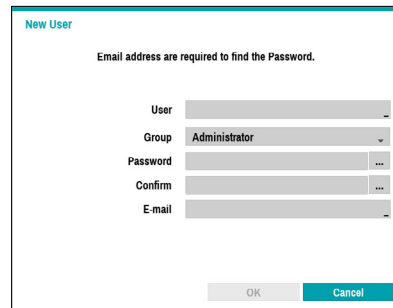 New User
Email address are required to find the Password.
User
Group Administrator
Password ...
Confirm ...
E-mail
OK Cancel